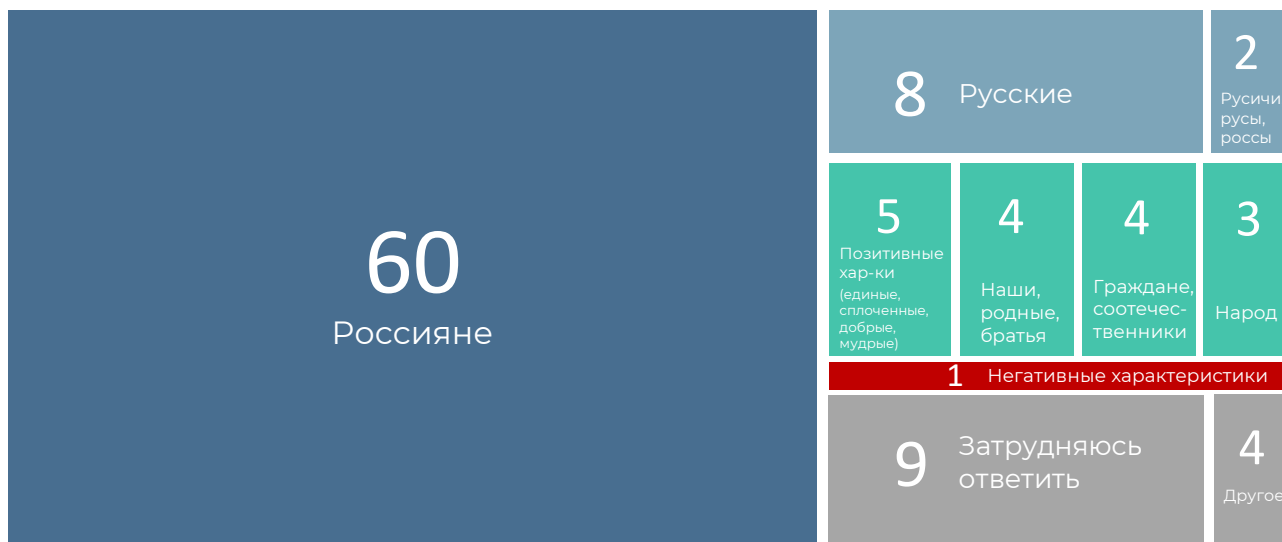 60
Россияне
8 Русские
2
Русичи
русы,
россы
5
Позитивные
хар-ки
(единые,
сплоченные,
добрые,
мудрые)
4
Наши,
родные,
братья
4
Граждане,
соотечес-
твенники
3
Народ
1 Негативные характеристики
9 Затрудняюсь
ответить
4
Другое